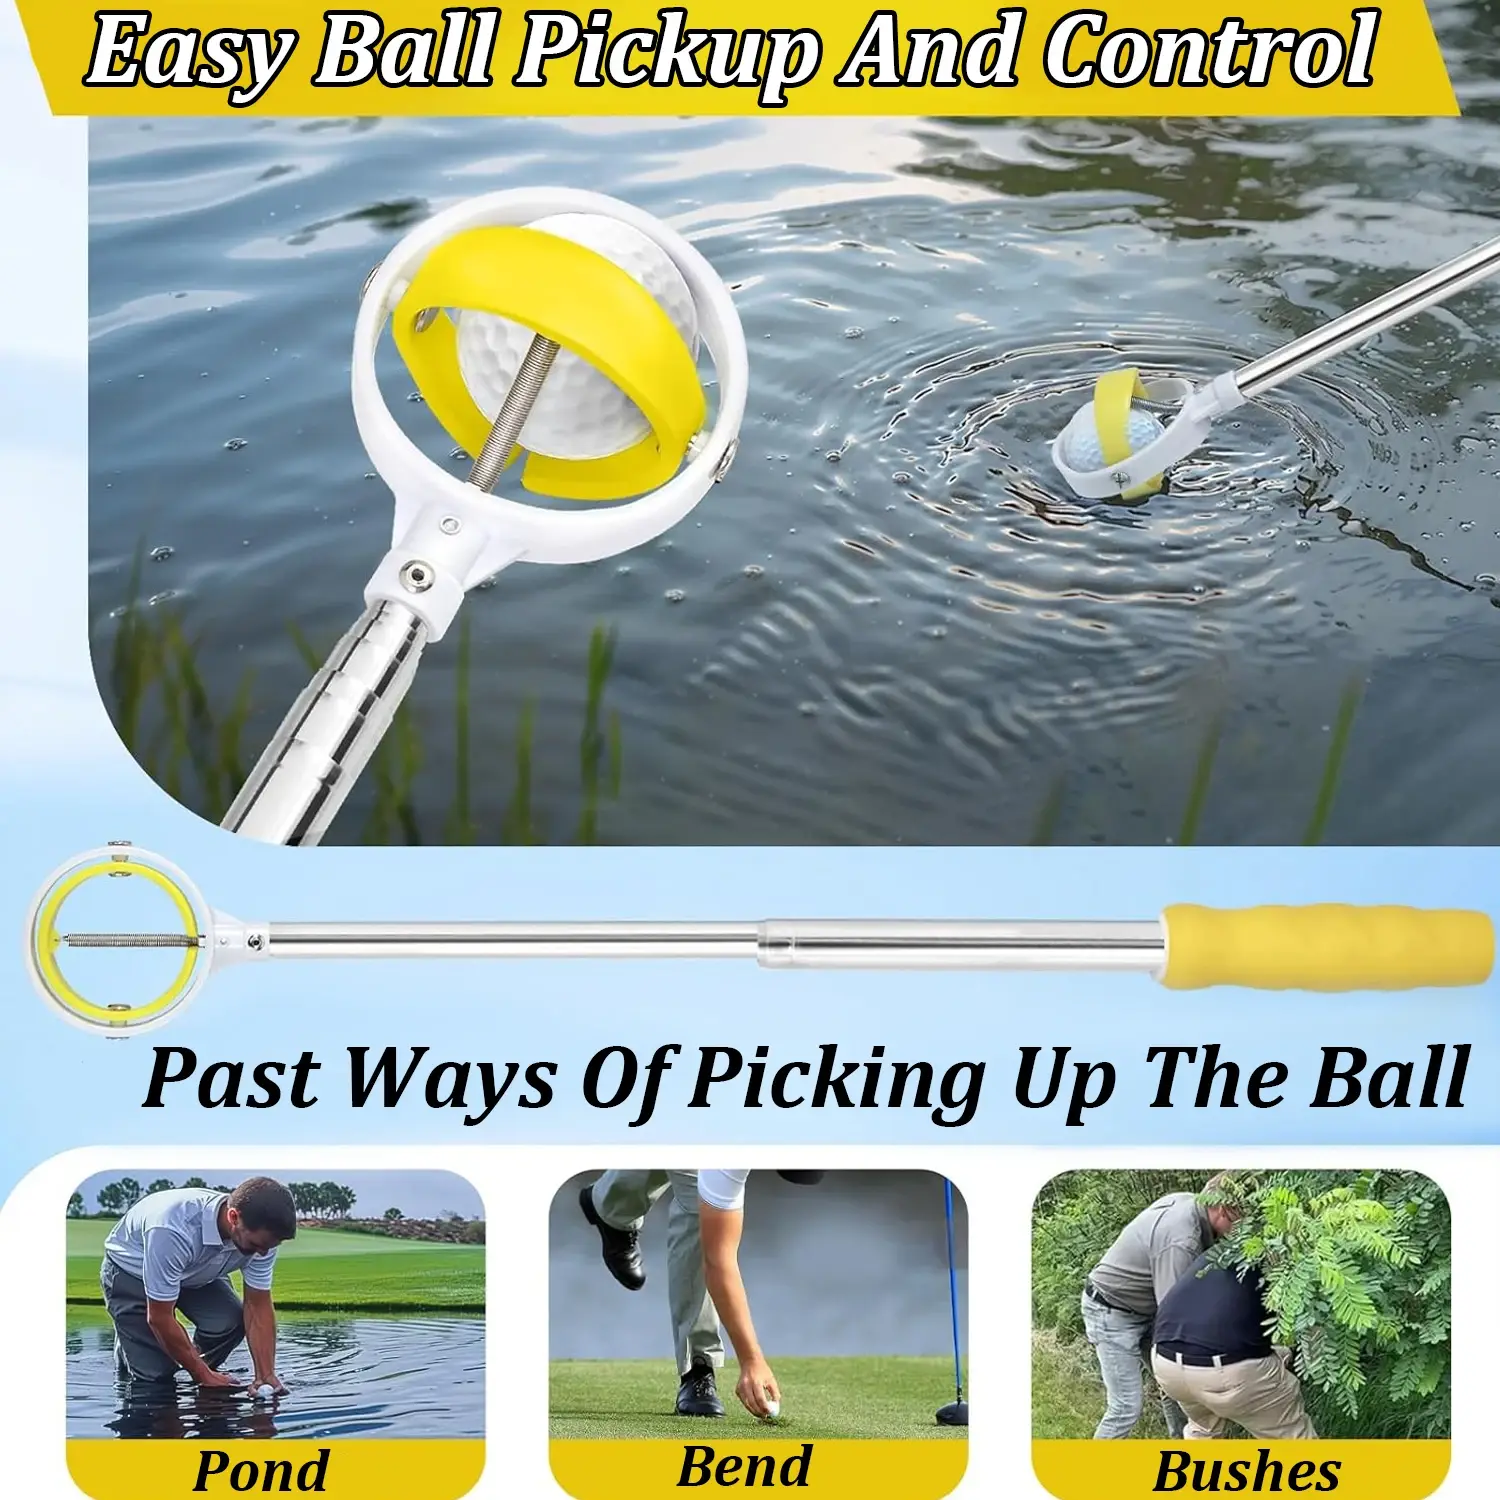 Easy Ball Pickup And Control
Past Ways Of Picking Up The Ball
Pond
Bend
Bushes